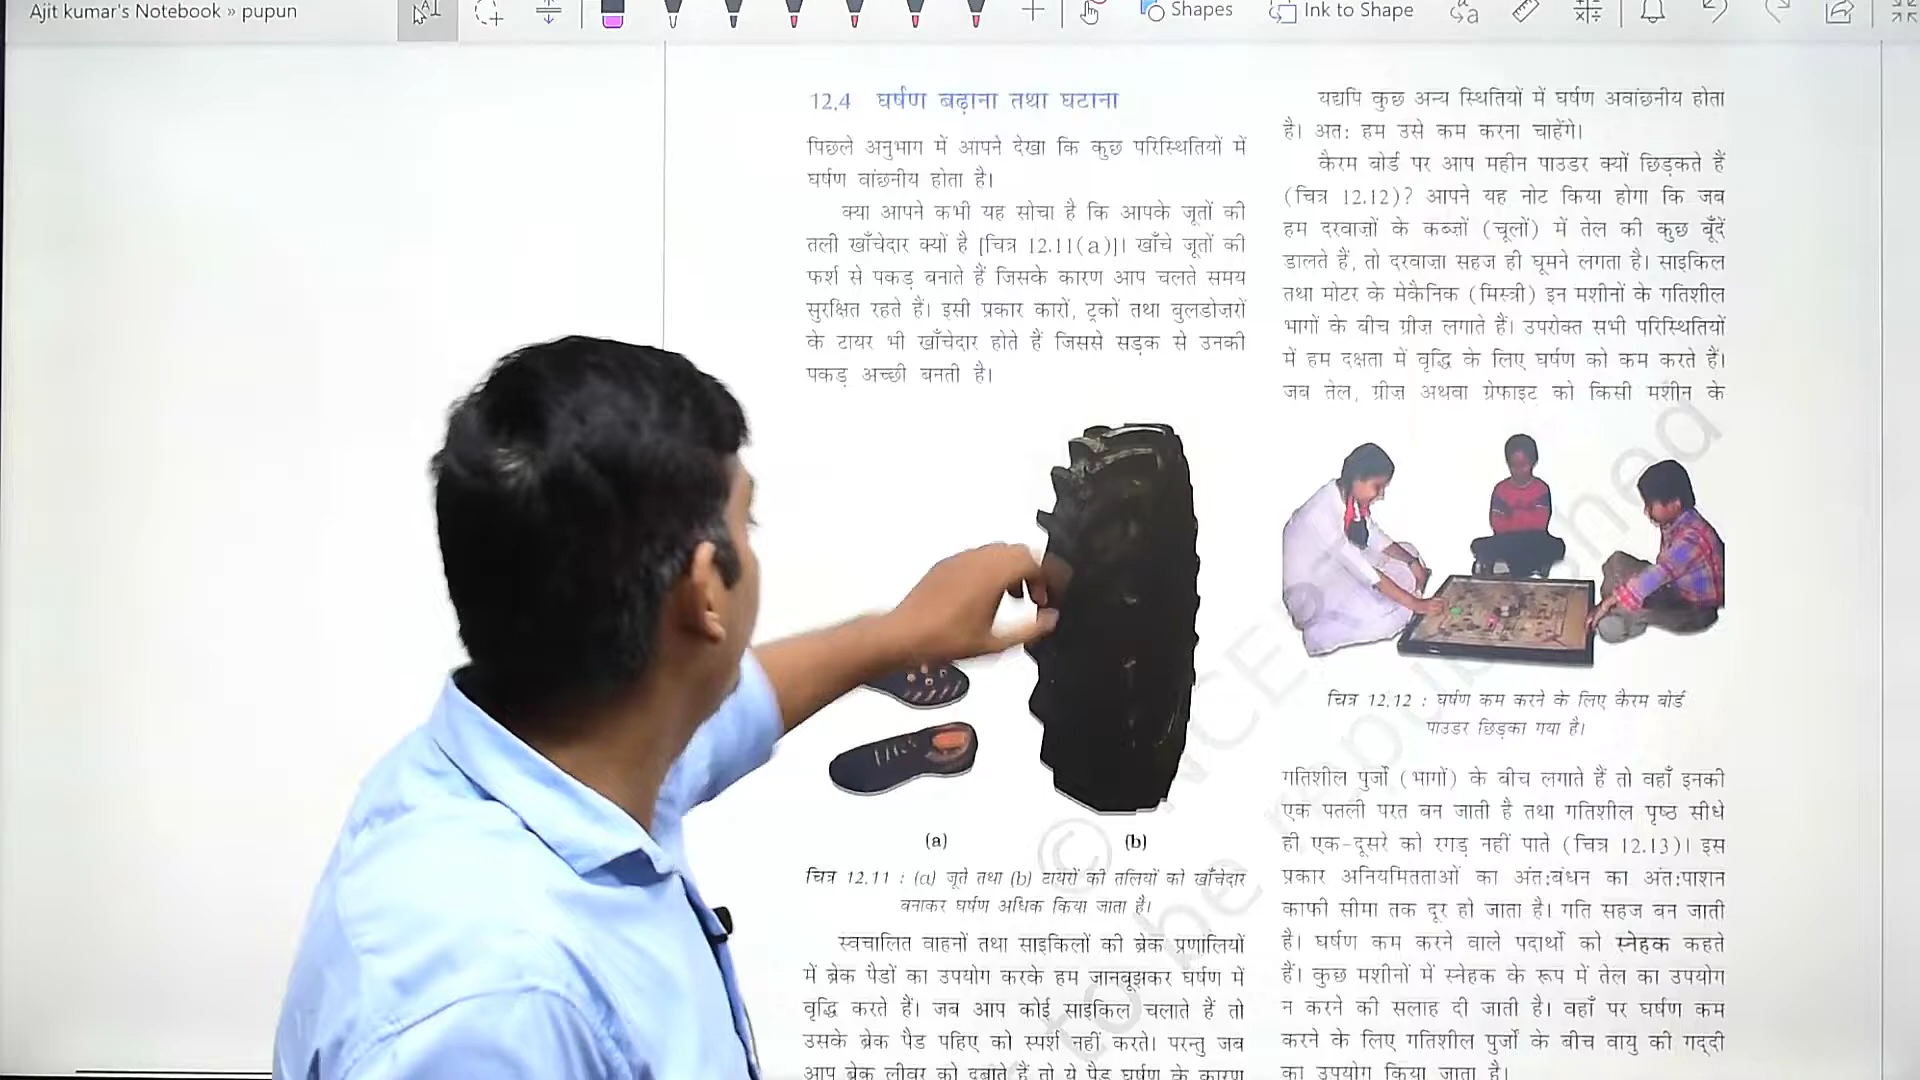 Ajit kumar's Notebook » pupun
Shapes
Ink to Shape
12.4 घर्षण बढ़ाना तथा घटाना
पिछले अनुभाग में आपने देखा कि कुछ परिस्थितियों में
घर्षण वांछनीय होता है।
क्या आपने कभी यह सोचा है कि आपके जूतों की
तली खाँचेदार क्यों है [चित्र 12.11(a)]। खाँचे जूतों की
फर्श से पकड़ बनाते हैं जिसके कारण आप चलते समय
सुरक्षित रहते हैं। इसी प्रकार कारों, ट्रकों तथा बुलडोज़रों
के टायर भी खाँचेदार होते हैं जिससे सड़क से उनकी
पकड़ अच्छी बनती है।
(a)
(b)
चित्र 12.11 : (a) जूते तथा (b) टायरों की तलियों को खाँचेदार
बनाकर घर्षण अधिक किया जाता है।
स्वचालित वाहनों तथा साइकिलों की ब्रेक प्रणालियों
में ब्रेक पैडों का उपयोग करके हम जानबूझकर घर्षण में
वृद्धि करते हैं। जब आप कोई साइकिल चलाते हैं तो
उसके ब्रेक पैड पहिए को स्पर्श नहीं करते। परन्तु जब
आप ब्रेक लीवर को दबाते हैं तो ये पैड घर्षण के कारण
यद्यपि कुछ अन्य स्थितियों में घर्षण अवांछनीय होता
है। अत: हम उसे कम करना चाहेंगे।
कैरम बोर्ड पर आप महीन पाउडर क्यों छिड़कते हैं
(चित्र 12.12)? आपने यह नोट किया होगा कि जब
हम दरवाज़ों के कब्ज़ों (चूलों) में तेल की कुछ बूँदें
डालते हैं, तो दरवाज़ा सहज ही घूमने लगता है। साइकिल
तथा मोटर के मेकैनिक (मिस्त्री) इन मशीनों के गतिशील
भागों के बीच ग्रीज़ लगाते हैं। उपरोक्त सभी परिस्थितियों
में हम दक्षता में वृद्धि के लिए घर्षण को कम करते हैं।
जब तेल, ग्रीज़ अथवा ग्रेफाइट को किसी मशीन के
चित्र 12.12 : घर्षण कम करने के लिए कैरम बोर्ड
पाउडर छिड़का गया है।
गतिशील पुर्जों (भागों) के बीच लगाते हैं तो वहाँ इनकी
एक पतली परत बन जाती है तथा गतिशील पृष्ठ सीधे
ही एक-दूसरे को रगड़ नहीं पाते (चित्र 12.13)। इस
प्रकार अनियमितताओं का अंत:बंधन का अंत:पाशन
काफी सीमा तक दूर हो जाता है। गति सहज बन जाती
है। घर्षण कम करने वाले पदार्थों को स्नेहक कहते
हैं। कुछ मशीनों में स्नेहक के रूप में तेल का उपयोग
न करने की सलाह दी जाती है। वहाँ पर घर्षण कम
करने के लिए गतिशील पुर्जों के बीच वायु की गद्दी
का उपयोग किया जाता है।